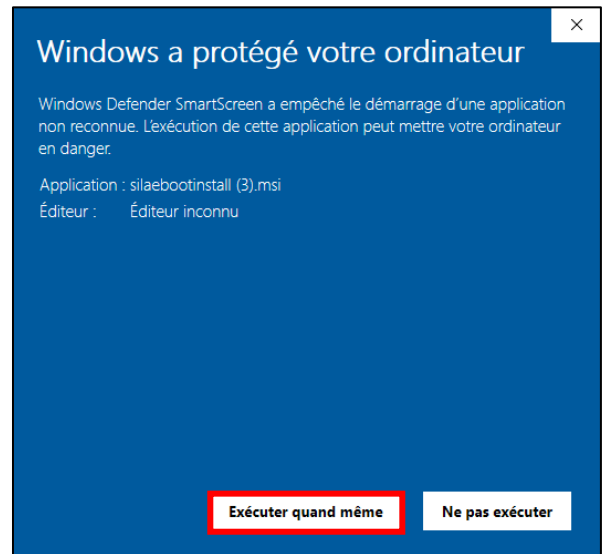 Windows a protégé votre ordinateur
Windows Defender SmartScreen a empêché le démarrage d'une application
non reconnue. L'exécution de cette application peut mettre votre ordinateur
en danger.
Application : silaebootinstall (3).msi
Éditeur : Éditeur inconnu
Exécuter quand même Ne pas exécuter